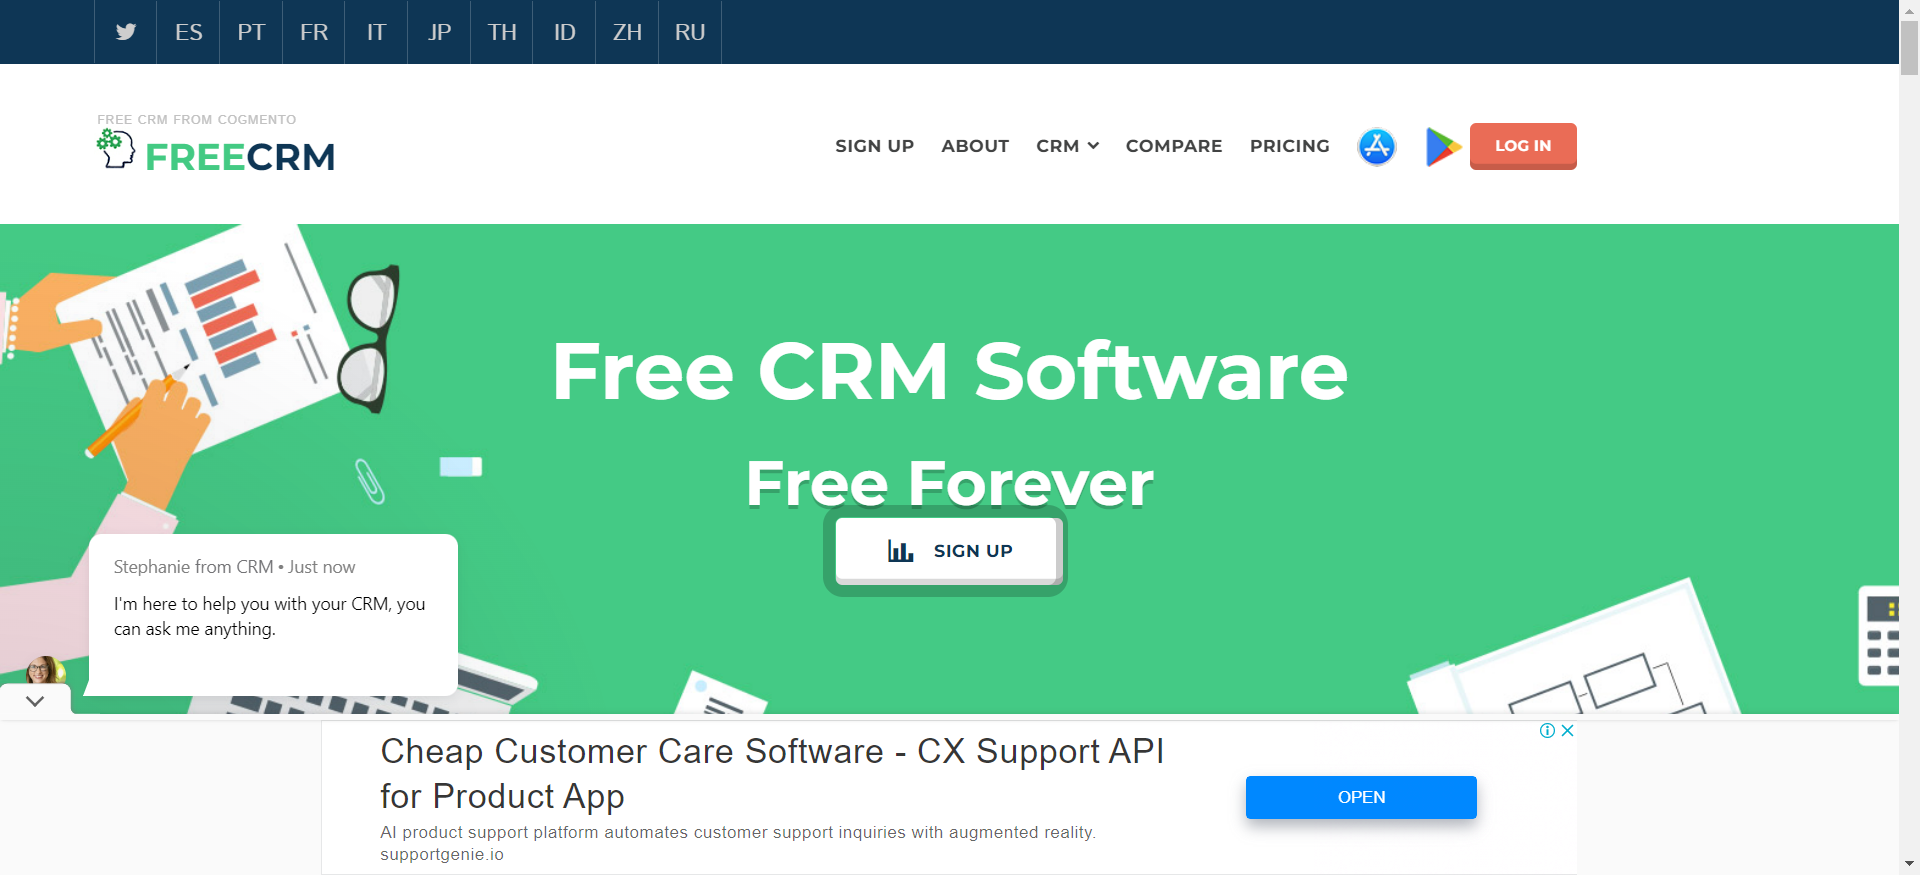 ES PT FR IT JP TH ID ZH RU
FREE CRM FROM COGMENTO
FREECRM
SIGN UP ABOUT CRM COMPARE PRICING LOG IN
Free CRM Software
Free Forever
SIGN UP
Stephanie from CRM • Just now
I'm here to help you with your CRM, you
can ask me anything.
Cheap Customer Care Software - CX Support API
for Product App
OPEN
AI product support platform automates customer support inquiries with augmented reality.
supportgenie.io